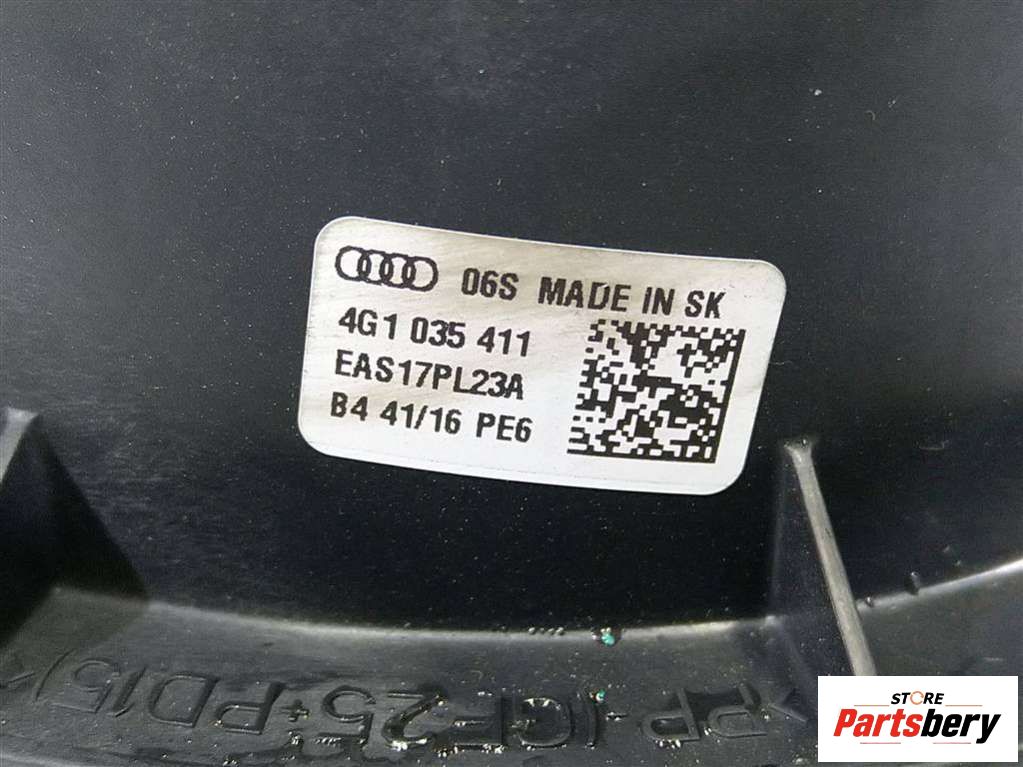 06S MADE IN SK
4G1 035 411
EAS17PL23A
B4 41/16 PE6
STORE
Partsbery